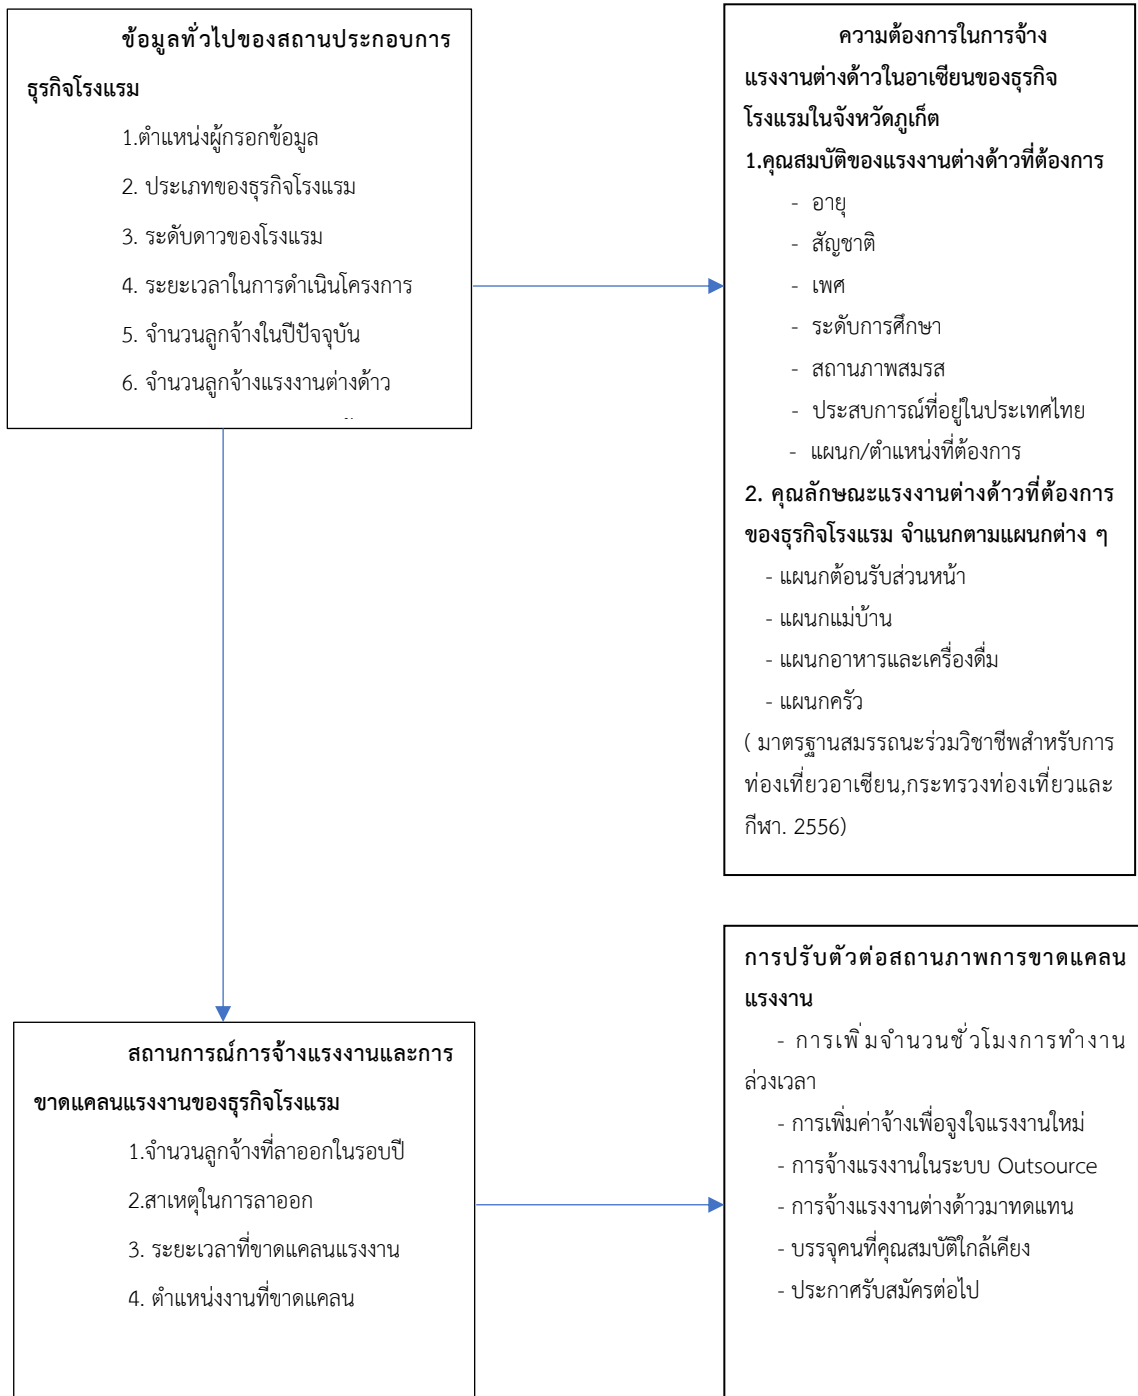 ข้อมูลทั่วไปของสถานประกอบการ
ธุรกิจโรงแรม
1.ตำแหน่งผู้กรอกข้อมูล
2. ประเภทของธุรกิจโรงแรม
3. ระดับดาวของโรงแรม
4. ระยะเวลาในการดำเนินโครงการ
5. จำนวนลูกจ้างในปีปัจจุบัน
6. จำนวนลูกจ้างแรงงานต่างด้าว
ความต้องการในการจ้าง
แรงงานต่างด้าวในอาเซียนของธุรกิจ
โรงแรมในจังหวัดภูเก็ต
1.คุณสมบัติของแรงงานต่างด้าวที่ต้องการ
- อายุ
- สัญชาติ
- เพศ
- ระดับการศึกษา
- สถานภาพสมรส
- ประสบการณ์ที่อยู่ในประเทศไทย
- แผนก/ตำแหน่งที่ต้องการ
2. คุณลักษณะแรงงานต่างด้าวที่ต้องการ
ของธุรกิจโรงแรม จำแนกตามแผนกต่าง ๆ
- แผนกต้อนรับส่วนหน้า
- แผนกแม่บ้าน
- แผนกอาหารและเครื่องดื่ม
- แผนกครัว
( มาตรฐานสมรรถนะร่วมวิชาชีพสำหรับการ
ท่องเที่ยวอาเซียน,กระทรวงท่องเที่ยวและ
กีฬา. 2556)
สถานการณ์การจ้างแรงงานและการ
ขาดแคลนแรงงานของธุรกิจโรงแรม
1.จำนวนลูกจ้างที่ลาออกในรอบปี
2.สาเหตุในการลาออก
3. ระยะเวลาที่ขาดแคลนแรงงาน
4. ตำแหน่งงานที่ขาดแคลน
การปรับตัวต่อสถานภาพการขาดแคลน
แรงงาน
- การเพิ่มจำนวนชั่วโมงการทำงาน
ล่วงเวลา
- การเพิ่มค่าจ้างเพื่อจูงใจแรงงานใหม่
- การจ้างแรงงานในระบบ Outsource
- การจ้างแรงงานต่างด้าวมาทดแทน
- บรรจุคนที่คุณสมบัติใกล้เคียง
- ประกาศรับสมัครต่อไป